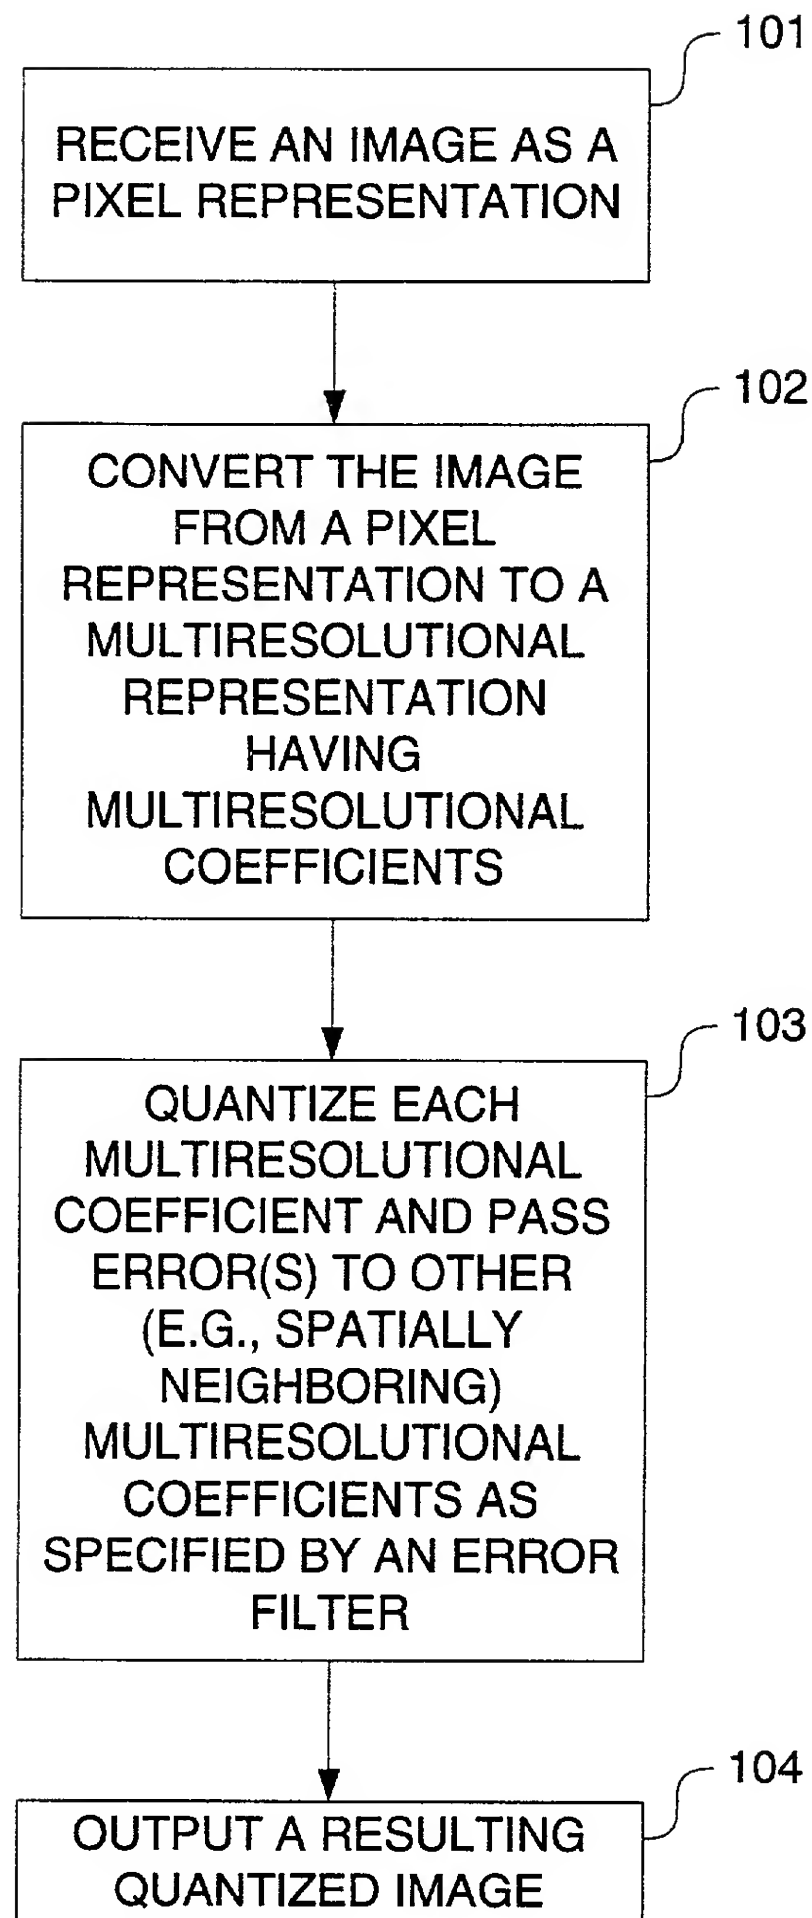 101
RECEIVE AN IMAGE AS A
PIXEL REPRESENTATION
102
CONVERT THE IMAGE
FROM A PIXEL
REPRESENTATION TO A
MULTIRESOLUTIONAL
REPRESENTATION
HAVING
MULTIRESOLUTIONAL
COEFFICIENTS
103
QUANTIZE EACH
MULTIRESOLUTIONAL
COEFFICIENT AND PASS
ERROR(S) TO OTHER
(E.G., SPATIALLY
NEIGHBORING)
MULTIRESOLUTIONAL
COEFFICIENTS AS
SPECIFIED BY AN ERROR
FILTER
104
OUTPUT A RESULTING
QUANTIZED IMAGE